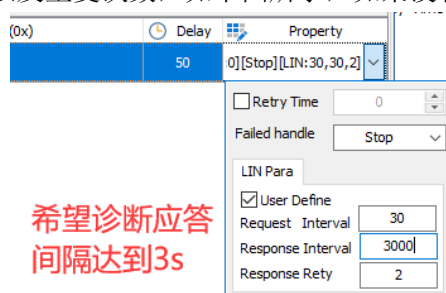 (0x) Delay Property
50 :0][Stop][LIN:30,30,2]
Retry Time 0
Failed handle Stop
LIN Para
User Define
Request Interval 30
Response Interval 3000
Response Rety 2
希望诊断应答
间隔达到3s